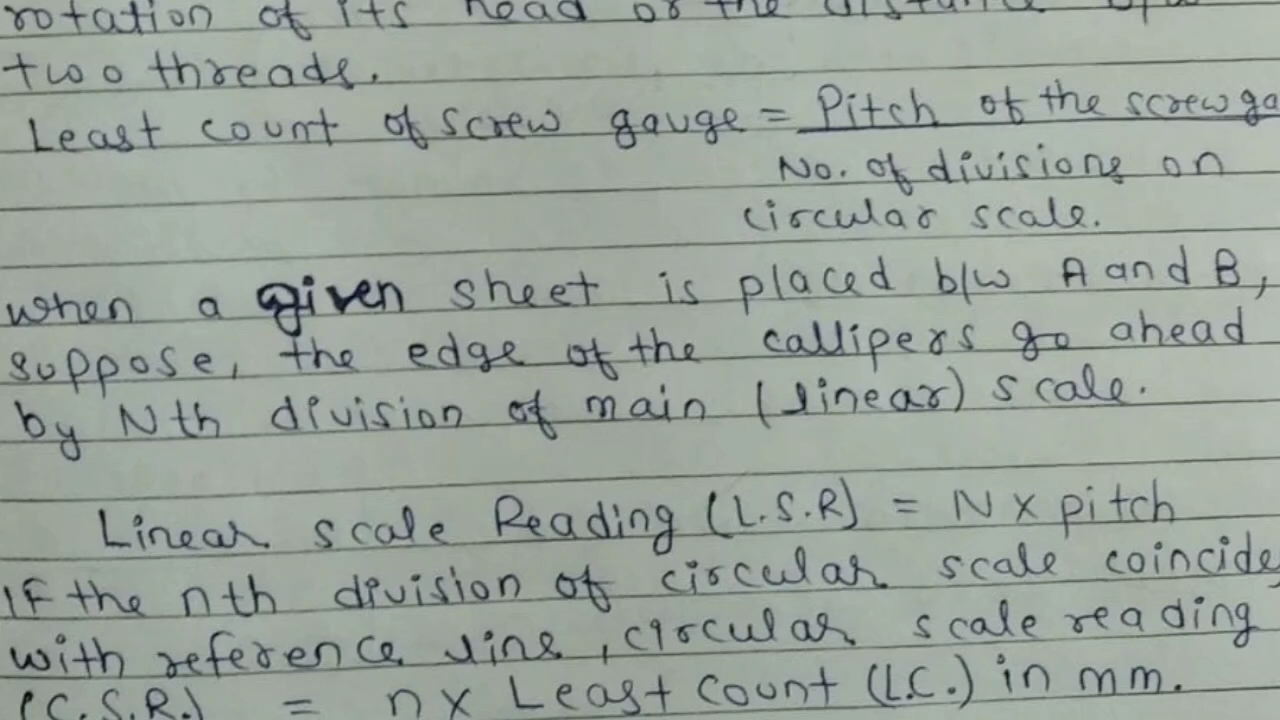 rotation of its head or the distance
two threads.
Least count of screw gauge = Pitch of the screw ga
No. of divisions on
circular scale.
when a given sheet is placed b/w A and B,
suppose, the edge of the callipers go ahead
by Nth division of main (linear) scale.
Linear scale Reading (L.S.R) = N x pitch
If the nth division of circular scale coincide
with reference line, circular scale reading
(C.S.R.) = n x Least count (L.C.) in mm.